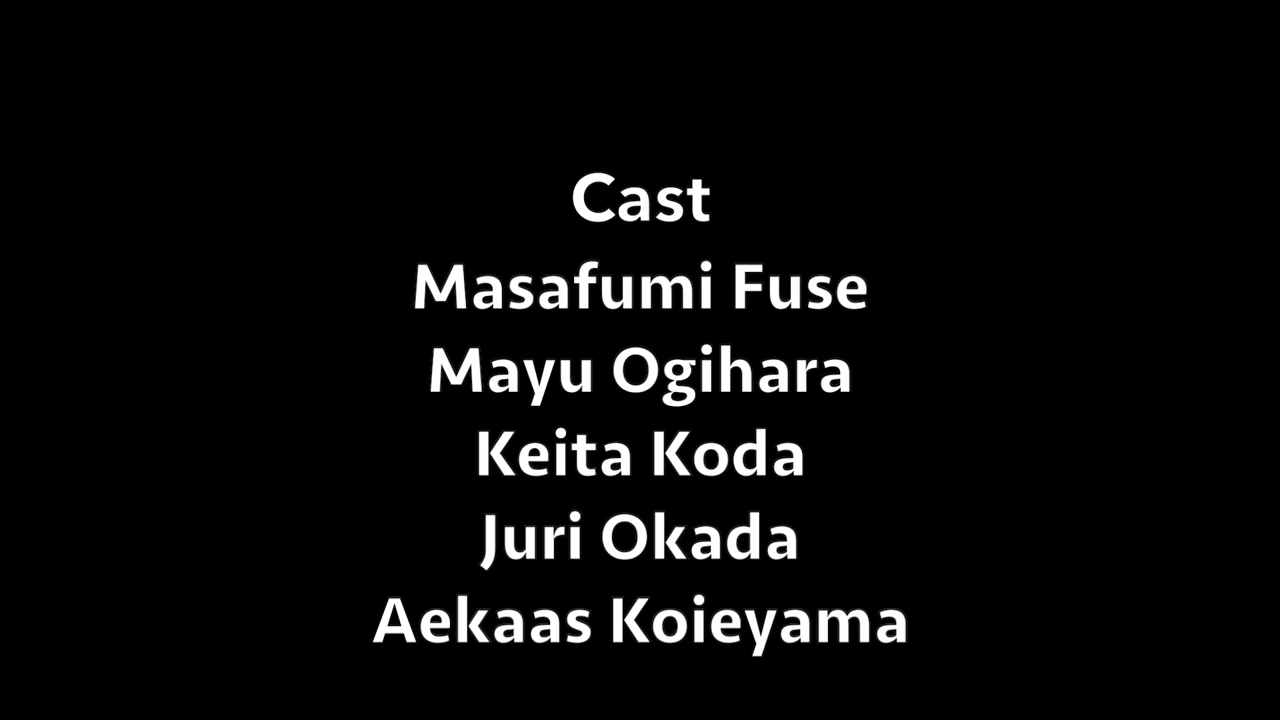 Cast
Masafumi Fuse
Mayu Ogihara
Keita Koda
Juri Okada
Aekaas Koieyama